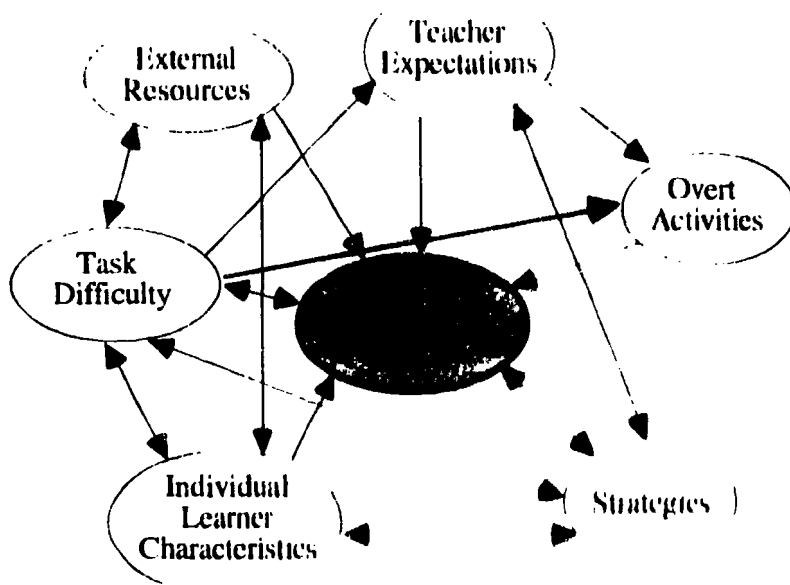 External
Resources
Teacher
Expectations
Overt
Activities
Task
Difficulty
Individual
Learner
Characteristics
Strategies